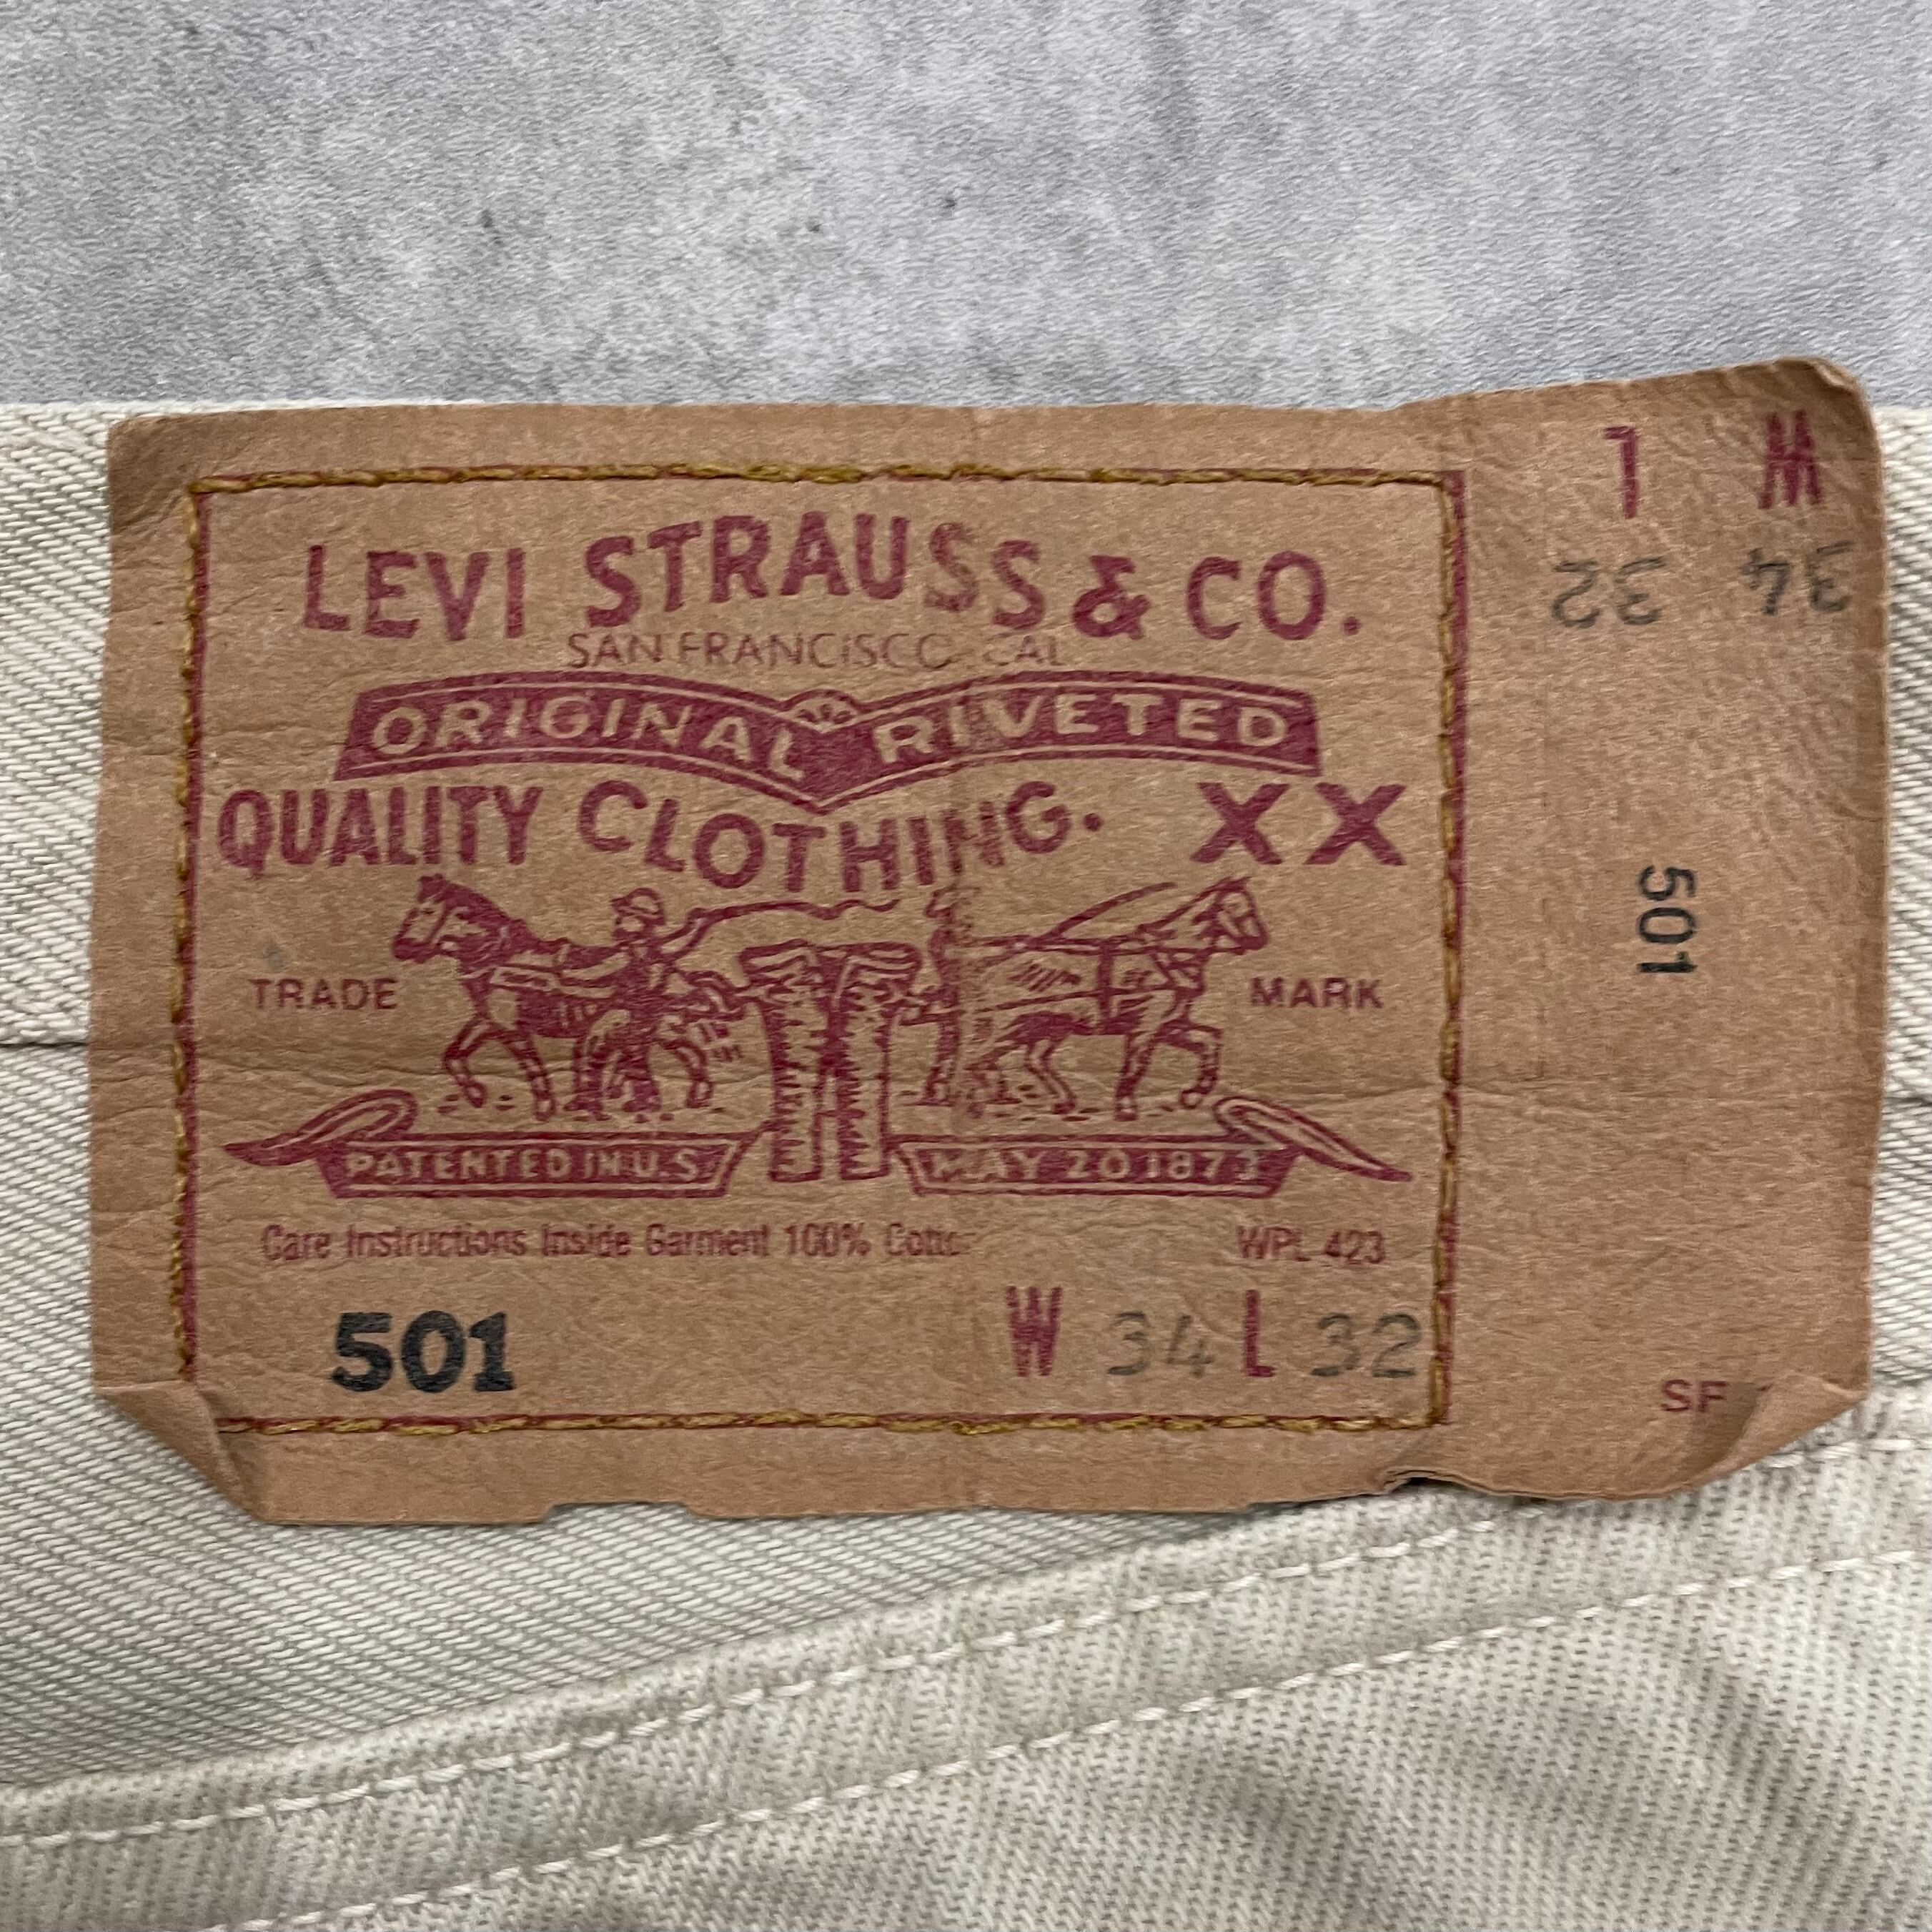 LEVI STRAUSS & CO.
SAN FRANCISCO CAL
ORIGINAL RIVETED
QUALITY CLOTHING. XX
TRADE MARK
PATENTED IN U.S. MAY 20 1873
Care Instructions Inside Garment 100% Cotto
WPL 423
501 W 34 L 32
W L
34 32
501
SF